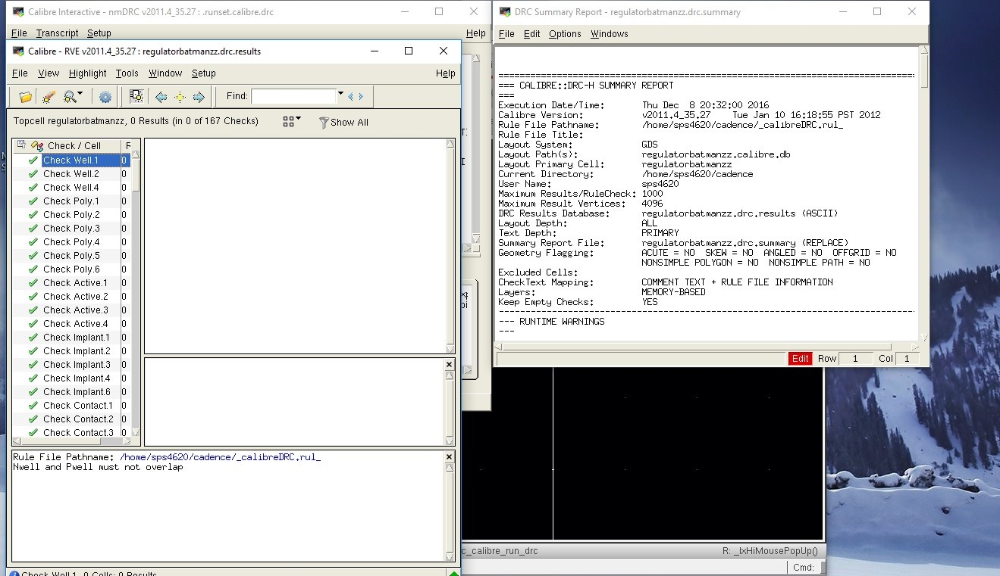 Calibre Interactive - nmDRC v2011.4_35.27 : .runset.calibre.drc
File Transcript Setup Help
Calibre - RVE v2011.4_35.27 : regulatorbatmanzz.drc.results
File View Highlight Tools Window Setup Help
Find:
Topcell regulatorbatmanzz, 0 Results (in 0 of 167 Checks) Show All
Check / Cell R
Check Well.1 0
Check Well.2 0
Check Well.4 0
Check Poly.1 0
Check Poly.2 0
Check Poly.3 0
Check Poly.4 0
Check Poly.5 0
Check Poly.6 0
Check Active.1 0
Check Active.2 0
Check Active.3 0
Check Active.4 0
Check Implant.1 0
Check Implant.2 0
Check Implant.3 0
Check Implant.4 0
Check Implant.6 0
Check Contact.1 0
Check Contact.2 0
Check Contact.3 0
Rule File Pathname: /home/sps4620/cadence/_calibreDRC.rul_
Nwell and Pwell must not overlap
Check Well.1, 0 Cells: 0 Results
DRC Summary Report - regulatorbatmanzz.drc.summary
File Edit Options Windows
==================================================================================
=== CALIBRE::DRC-H SUMMARY REPORT
===
Execution Date/Time: Thu Dec 8 20:32:00 2016
Calibre Version: v2011.4_35.27 Tue Jan 10 16:18:55 PST 2012
Rule File Pathname: /home/sps4620/cadence/_calibreDRC.rul_
Rule File Title:
Layout System: GDS
Layout Path(s): regulatorbatmanzz.calibre.db
Layout Primary Cell: regulatorbatmanzz
Current Directory: /home/sps4620/cadence
User Name: sps4620
Maximum Results/RuleCheck: 1000
Maximum Result Vertices: 4096
DRC Results Database: regulatorbatmanzz.drc.results (ASCII)
Layout Depth: ALL
Text Depth: PRIMARY
Summary Report File: regulatorbatmanzz.drc.summary (REPLACE)
Geometry Flagging: ACUTE = NO SKEW = NO ANGLED = NO OFFGRID = NO
NONSIMPLE POLYGON = NO NONSIMPLE PATH = NO
Excluded Cells:
CheckText Mapping: COMMENT TEXT + RULE FILE INFORMATION
Layers: MEMORY-BASED
Keep Empty Checks: YES
----------------------------------------------------------------------------------
--- RUNTIME WARNINGS
---
Edit Row 1 Col 1
c_calibre_run_drc R: _lxHiMousePopUp()
Cmd: